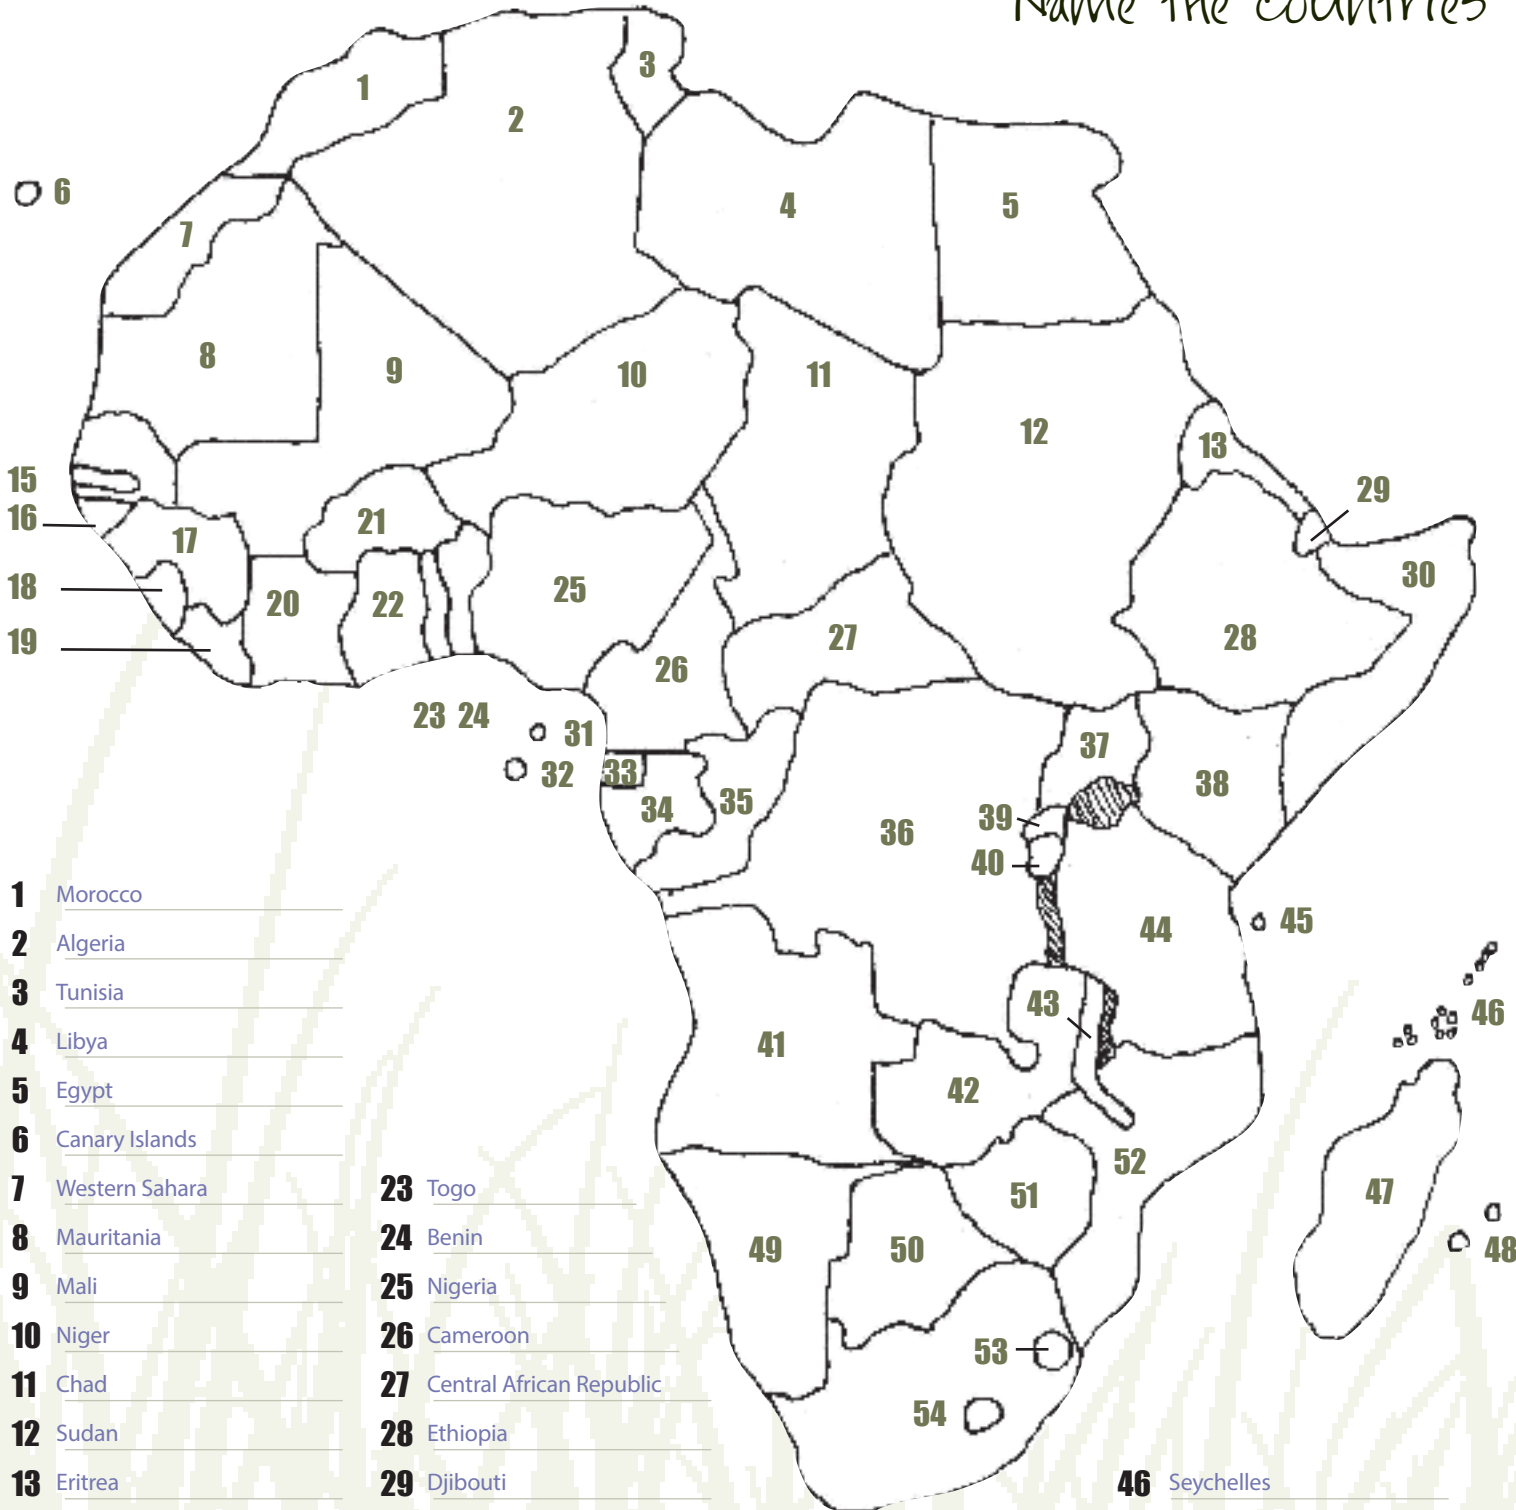 Name the Countries
1
2
3
4
5
6
7
8
9
10
11
12
13
15
16
17
18
19
20
21
22
23 24
25
26
27
28
29
30
31
32
33
34
35
36
37
38
39
40
41
42
43
44
45
46
47
48
49
50
51
52
53
54
1 Morocco
2 Algeria
3 Tunisia
4 Libya
5 Egypt
6 Canary Islands
7 Western Sahara
8 Mauritania
9 Mali
10 Niger
11 Chad
12 Sudan
13 Eritrea
23 Togo
24 Benin
25 Nigeria
26 Cameroon
27 Central African Republic
28 Ethiopia
29 Djibouti
46 Seychelles